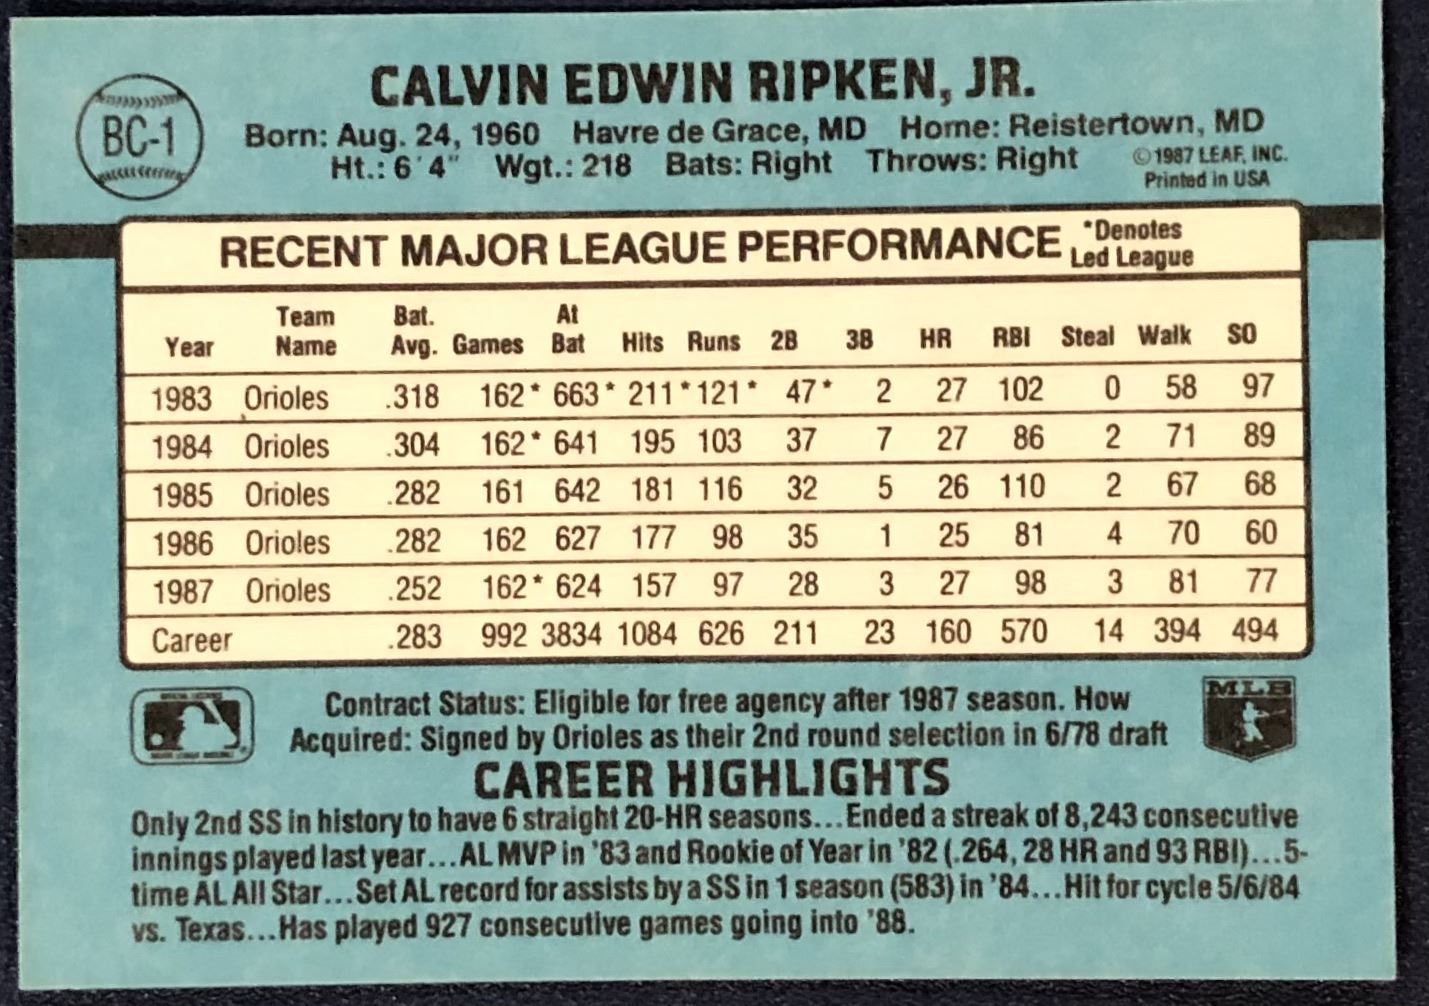 BC-1
CALVIN EDWIN RIPKEN, JR.
Born: Aug. 24, 1960 Havre de Grace, MD Home: Reistertown, MD
Ht.: 6'4" Wgt.: 218 Bats: Right Throws: Right
©1987 LEAF, INC.
Printed in USA
RECENT MAJOR LEAGUE PERFORMANCE *Denotes Led League
Year Team Name Bat. Avg. Games At Bat Hits Runs 2B 3B HR RBI Steal Walk SO
1983 Orioles .318 162* 663* 211* 121* 47* 2 27 102 0 58 97
1984 Orioles .304 162* 641 195 103 37 7 27 86 2 71 89
1985 Orioles .282 161 642 181 116 32 5 26 110 2 67 68
1986 Orioles .282 162 627 177 98 35 1 25 81 4 70 60
1987 Orioles .252 162* 624 157 97 28 3 27 98 3 81 77
Career .283 992 3834 1084 626 211 23 160 570 14 394 494
Contract Status: Eligible for free agency after 1987 season. How
Acquired: Signed by Orioles as their 2nd round selection in 6/78 draft
MLB
CAREER HIGHLIGHTS
Only 2nd SS in history to have 6 straight 20-HR seasons...Ended a streak of 8,243 consecutive
innings played last year...AL MVP in '83 and Rookie of Year in '82 (.264, 28 HR and 93 RBI)...5-
time AL All Star...Set AL record for assists by a SS in 1 season (583) in '84...Hit for cycle 5/6/84
vs. Texas...Has played 927 consecutive games going into '88.